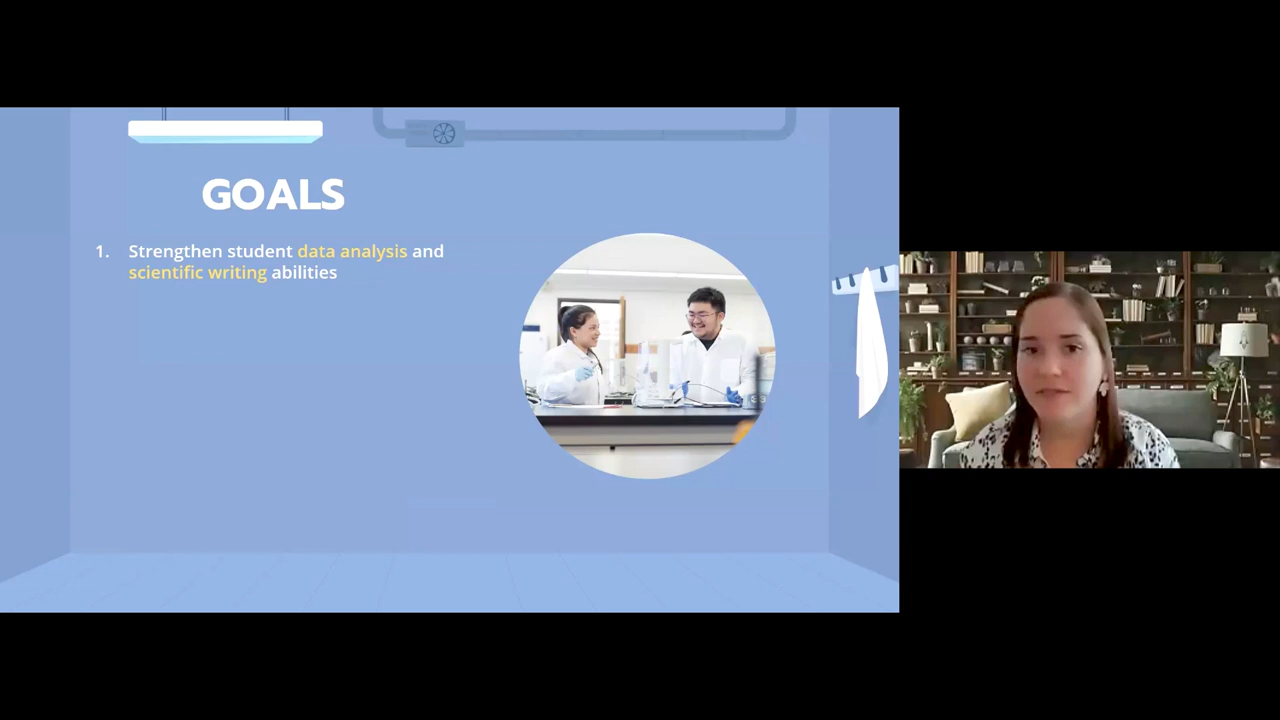 GOALS
1. Strengthen student data analysis and
scientific writing abilities